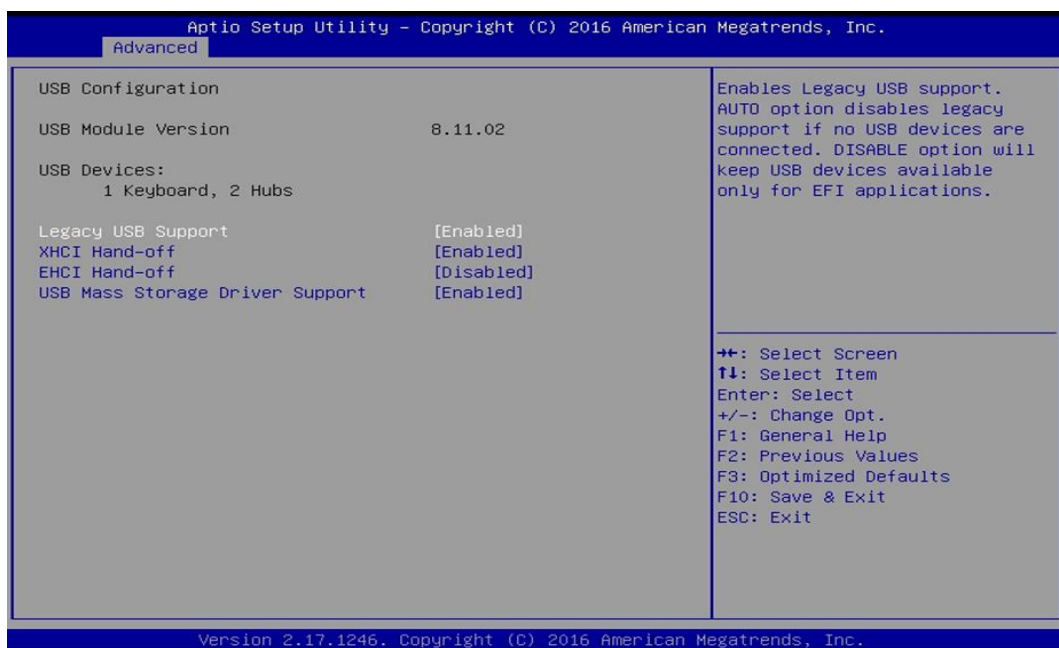 Aptio Setup Utility – Copyright (C) 2016 American Megatrends, Inc.
Advanced
USB Configuration
USB Module Version 8.11.02
USB Devices:
1 Keyboard, 2 Hubs
Legacy USB Support [Enabled]
XHCI Hand-off [Enabled]
EHCI Hand-off [Disabled]
USB Mass Storage Driver Support [Enabled]
Enables Legacy USB support.
AUTO option disables legacy
support if no USB devices are
connected. DISABLE option will
keep USB devices available
only for EFI applications.
→←: Select Screen
↑↓: Select Item
Enter: Select
+/-: Change Opt.
F1: General Help
F2: Previous Values
F3: Optimized Defaults
F10: Save & Exit
ESC: Exit
Version 2.17.1246. Copyright (C) 2016 American Megatrends, Inc.